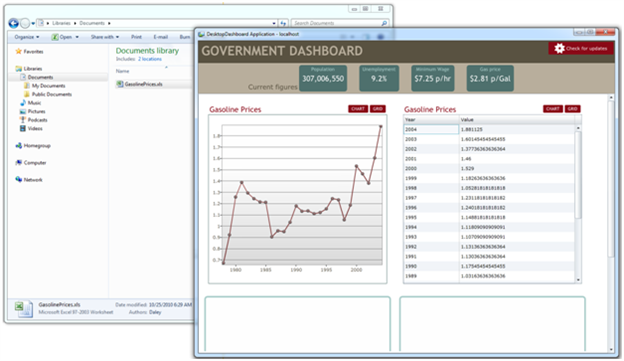 Libraries Documents
Search Documents
Organize Open Share with Print E-mail Burn
Favorites
Libraries
Documents
My Documents
Public Documents
Music
Pictures
Podcasts
Videos
Homegroup
Computer
Network
Documents library
Includes: 2 locations
Name
GasolinePrices.xls
GasolinePrices.xls Date modified: 10/25/2010 6:29 AM
Microsoft Excel 97-2003 Worksheet Authors: Daley
DesktopDashboard Application - localhost
GOVERNMENT DASHBOARD
Check for updates
Current figures
Population
307,006,550
Unemployment
9.2%
Minimum Wage
$7.25 p/hr
Gas price
$2.81 p/Gal
Gasoline Prices CHART GRID
1.8
1.7
1.6
1.5
1.4
1.3
1.2
1.1
1
0.9
0.8
0.7
1980 1985 1990 1995 2000
Gasoline Prices CHART GRID
Year Value
2004 1.881125
2003 1.60145454545455
2002 1.37736363636364
2001 1.46
2000 1.529
1999 1.18263636363636
1998 1.05281818181818
1997 1.23118181818182
1996 1.24018181818182
1995 1.14881818181818
1994 1.11809090909091
1993 1.10709090909091
1992 1.13136363636364
1991 1.13036363636364
1990 1.17545454545455
1989 1.03163636363636